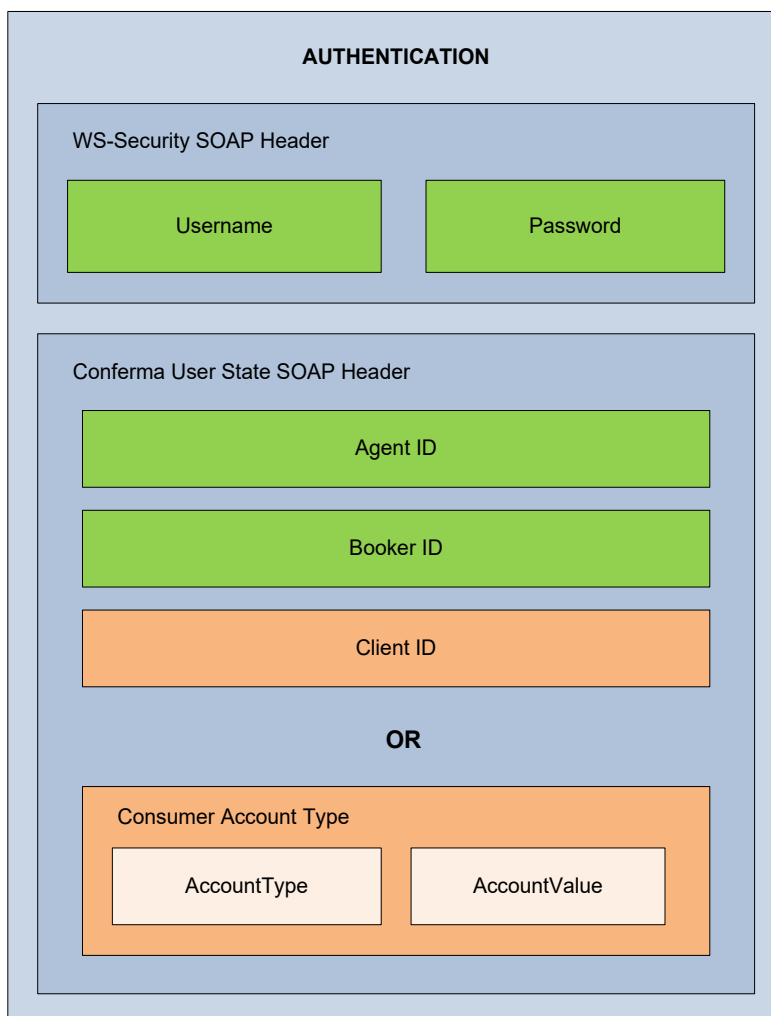 AUTHENTICATION
WS-Security SOAP Header
Username
Password
Conferma User State SOAP Header
Agent ID
Booker ID
Client ID
OR
Consumer Account Type
AccountType
AccountValue